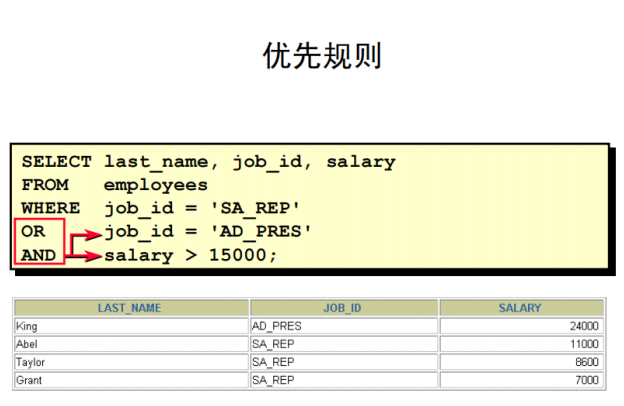 优先规则
SELECT last_name, job_id, salary
FROM employees
WHERE job_id = 'SA_REP'
OR job_id = 'AD_PRES'
AND salary > 15000;
LAST_NAME JOB_ID SALARY
King AD_PRES 24000
Abel SA_REP 11000
Taylor SA_REP 8600
Grant SA_REP 7000